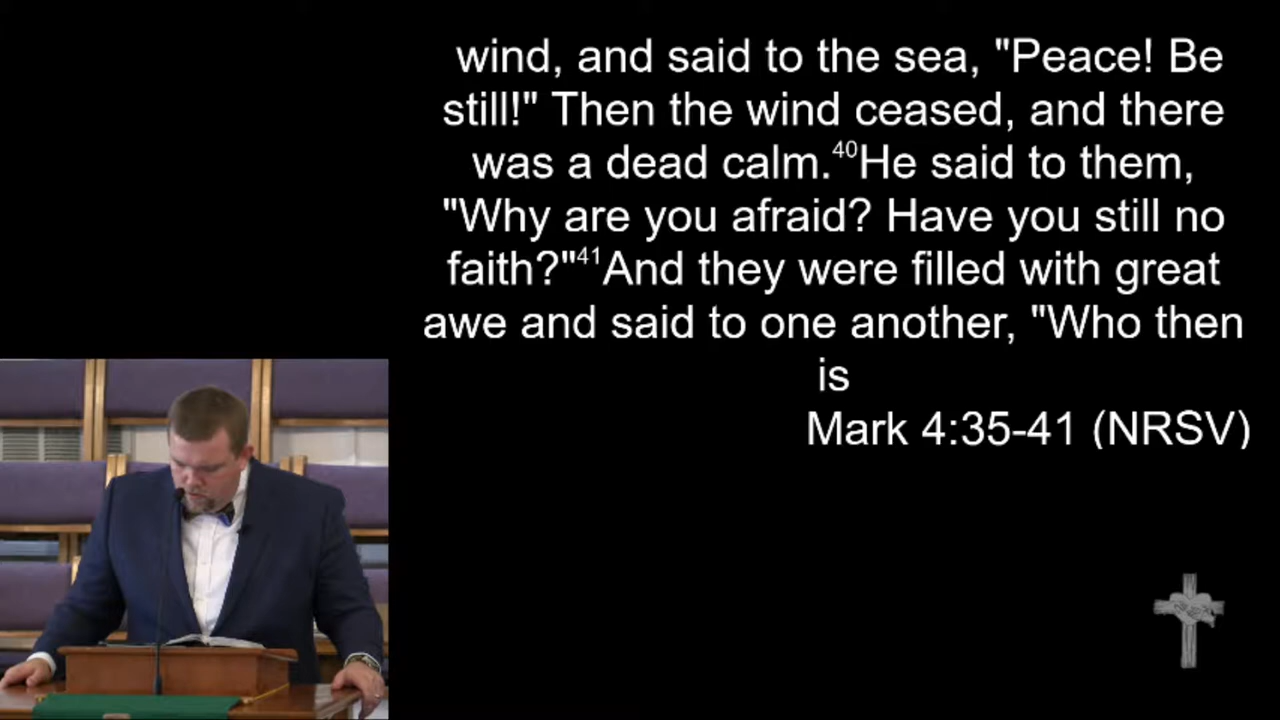 wind, and said to the sea, "Peace! Be
still!" Then the wind ceased, and there
was a dead calm.⁴⁰He said to them,
"Why are you afraid? Have you still no
faith?"⁴¹And they were filled with great
awe and said to one another, "Who then
is
Mark 4:35-41 (NRSV)